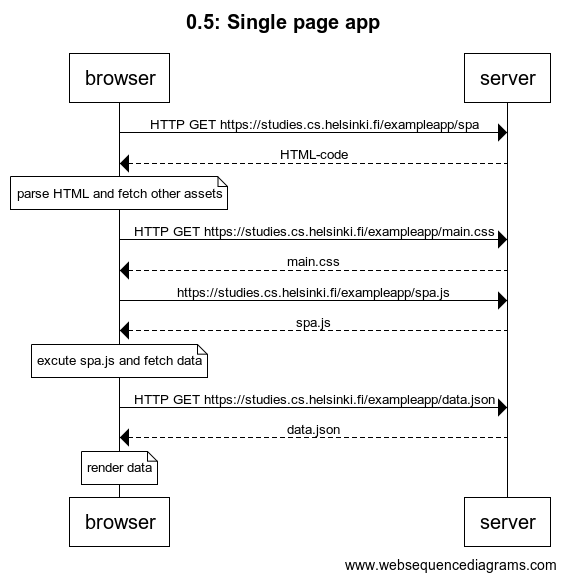 0.5: Single page app
browser
server
HTTP GET https://studies.cs.helsinki.fi/exampleapp/spa
HTML-code
parse HTML and fetch other assets
HTTP GET https://studies.cs.helsinki.fi/exampleapp/main.css
main.css
https://studies.cs.helsinki.fi/exampleapp/spa.js
spa.js
excute spa.js and fetch data
HTTP GET https://studies.cs.helsinki.fi/exampleapp/data.json
data.json
render data
browser
server
www.websequencediagrams.com